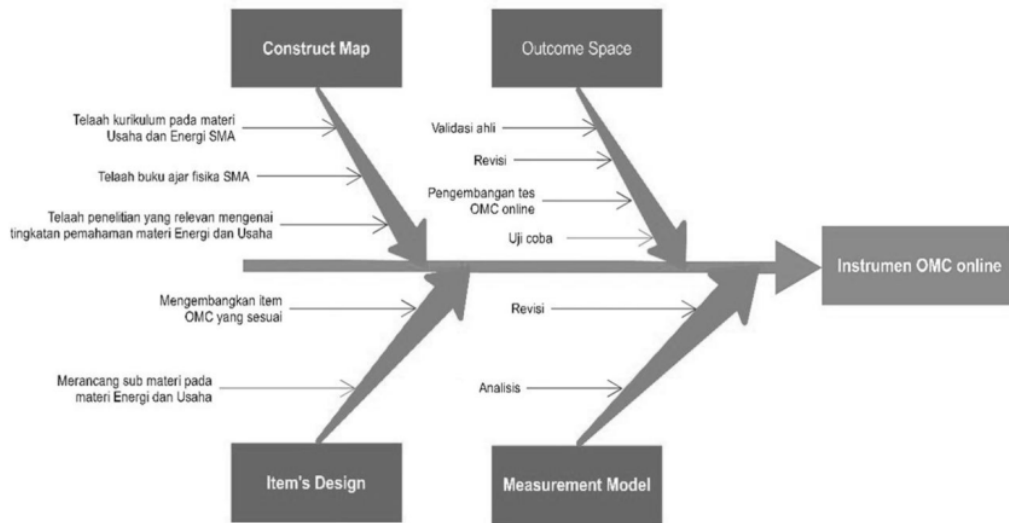 Construct Map
Telaah kurikulum pada materi
Usaha dan Energi SMA
Telaah buku ajar fisika SMA
Telaah penelitian yang relevan mengenai
tingkatan pemahaman materi Energi dan Usaha
Outcome Space
Validasi ahli
Revisi
Pengembangan tes
OMC online
Uji coba
Instrumen OMC online
Mengembangkan item
OMC yang sesuai
Merancang sub materi pada
materi Energi dan Usaha
Item's Design
Revisi
Analisis
Measurement Model